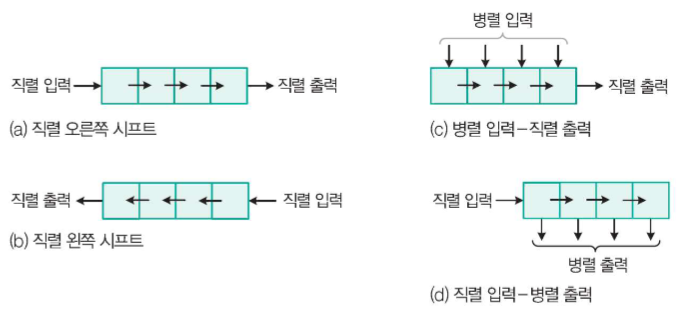 직렬 입력
직렬 출력
(a) 직렬 오른쪽 시프트
직렬 출력
직렬 입력
(b) 직렬 왼쪽 시프트
병렬 입력
직렬 출력
(c) 병렬 입력–직렬 출력
직렬 입력
병렬 출력
(d) 직렬 입력–병렬 출력